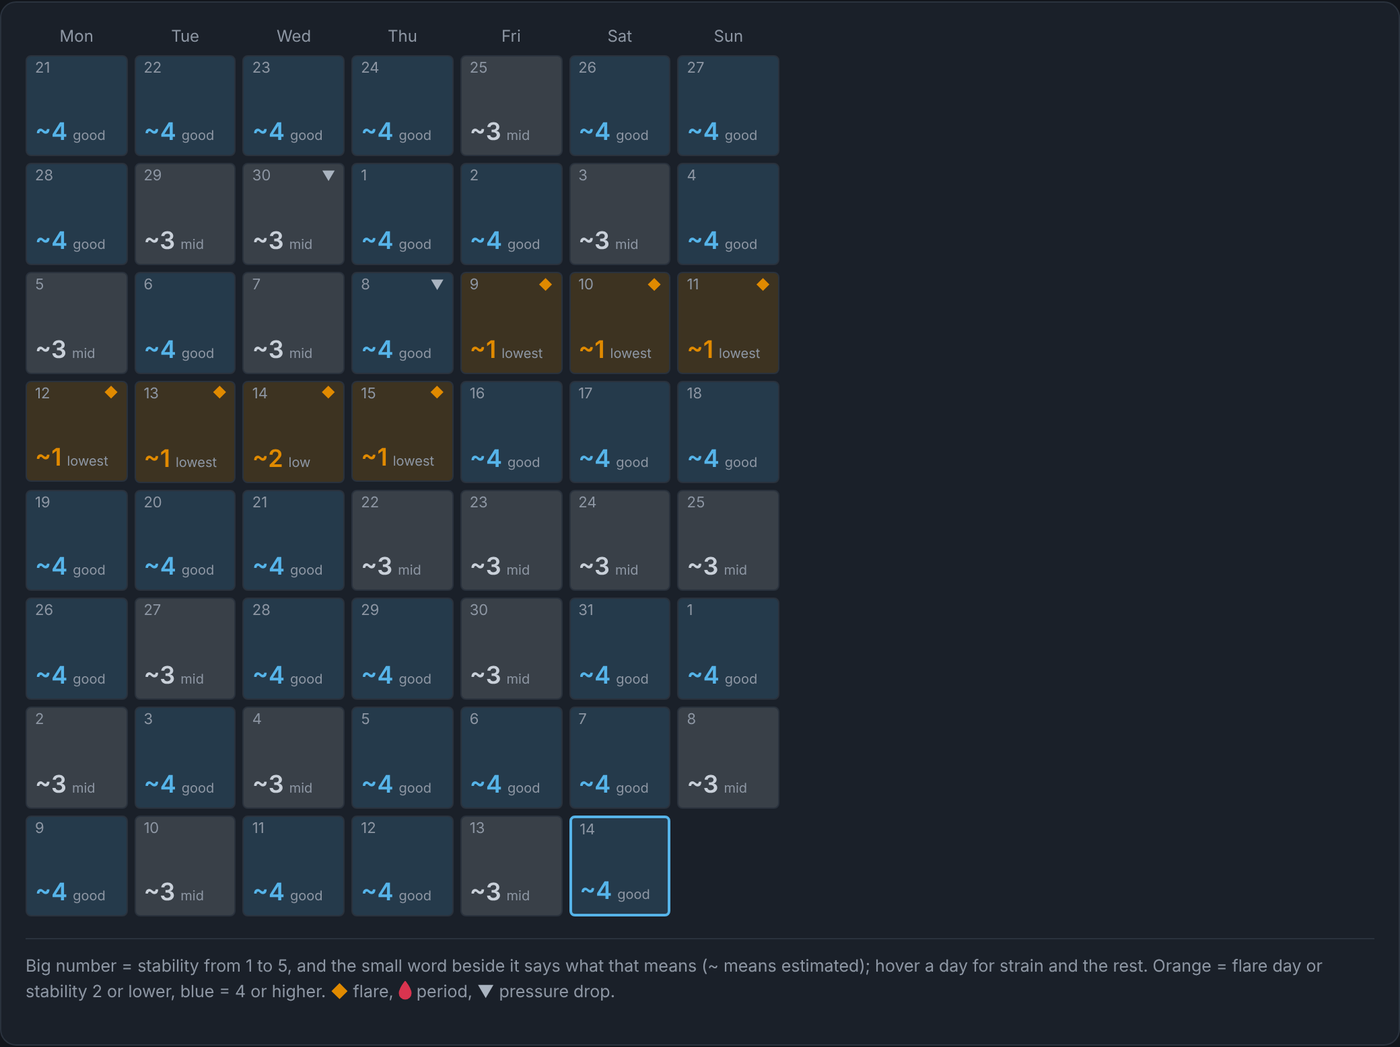 Mon Tue Wed Thu Fri Sat Sun
21 22 23 24 25 26 27
~4 good ~4 good ~4 good ~4 good ~3 mid ~4 good ~4 good
28 29 30 1 2 3 4
~4 good ~3 mid ~3 mid ~4 good ~4 good ~3 mid ~4 good
5 6 7 8 9 10 11
~3 mid ~4 good ~3 mid ~4 good ~1 lowest ~1 lowest ~1 lowest
12 13 14 15 16 17 18
~1 lowest ~1 lowest ~2 low ~1 lowest ~4 good ~4 good ~4 good
19 20 21 22 23 24 25
~4 good ~4 good ~4 good ~3 mid ~3 mid ~3 mid ~3 mid
26 27 28 29 30 31 1
~4 good ~3 mid ~4 good ~4 good ~3 mid ~4 good ~4 good
2 3 4 5 6 7 8
~3 mid ~4 good ~3 mid ~4 good ~4 good ~4 good ~3 mid
9 10 11 12 13 14
~4 good ~3 mid ~4 good ~4 good ~3 mid ~4 good
Big number = stability from 1 to 5, and the small word beside it says what that means (~ means estimated); hover a day for strain and the rest. Orange = flare day or
stability 2 or lower, blue = 4 or higher. flare, period, pressure drop.